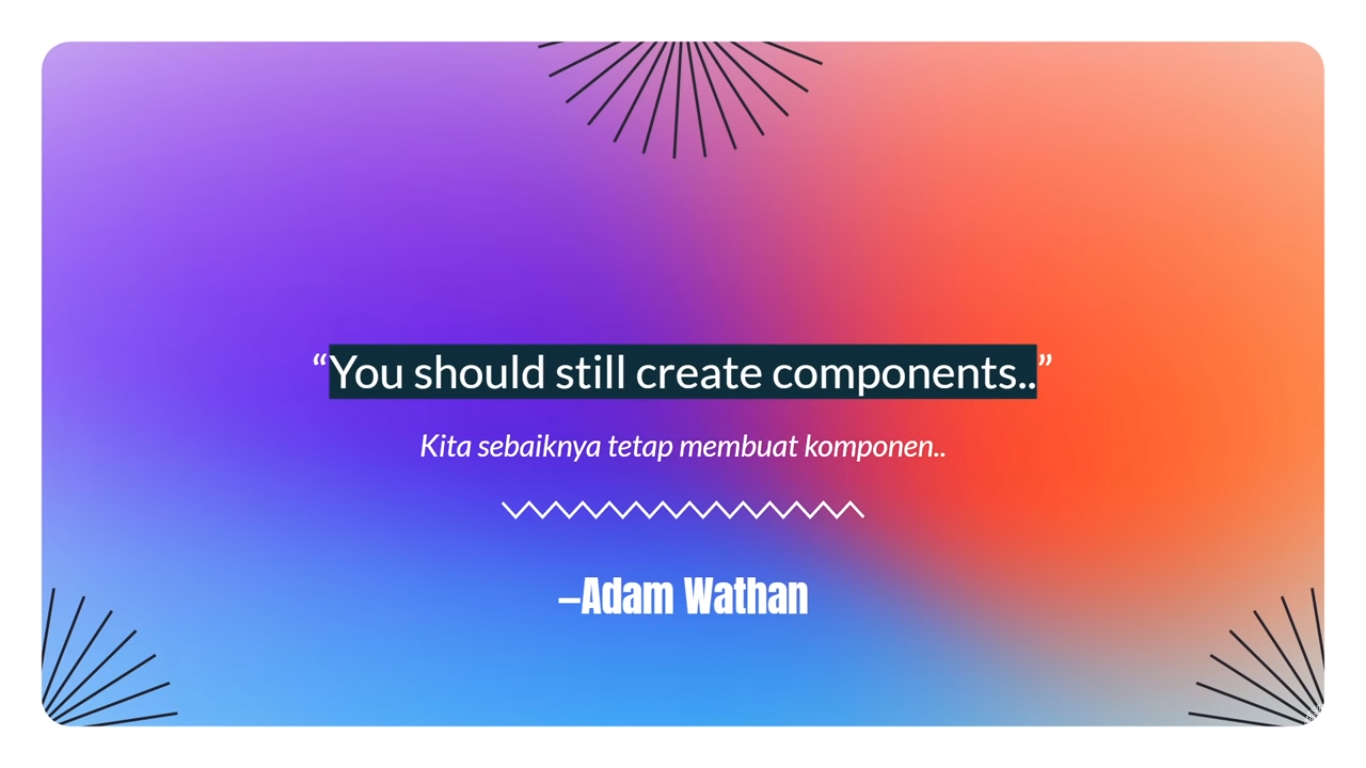 “You should still create components..”
Kita sebaiknya tetap membuat komponen..
–Adam Wathan